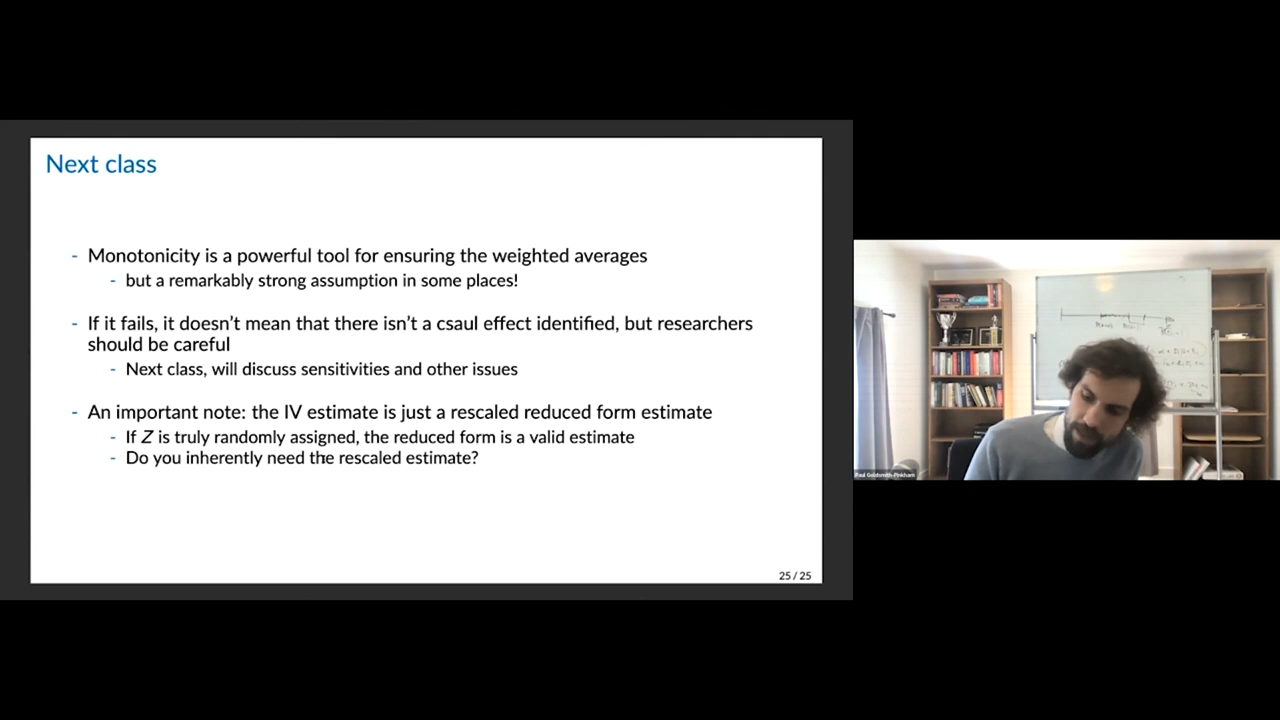 Next class
- Monotonicity is a powerful tool for ensuring the weighted averages
- but a remarkably strong assumption in some places!
- If it fails, it doesn't mean that there isn't a csaul effect identified, but researchers
should be careful
- Next class, will discuss sensitivities and other issues
- An important note: the IV estimate is just a rescaled reduced form estimate
- If Z is truly randomly assigned, the reduced form is a valid estimate
- Do you inherently need the rescaled estimate?
25 / 25
Paul Goldsmith-Pinkham